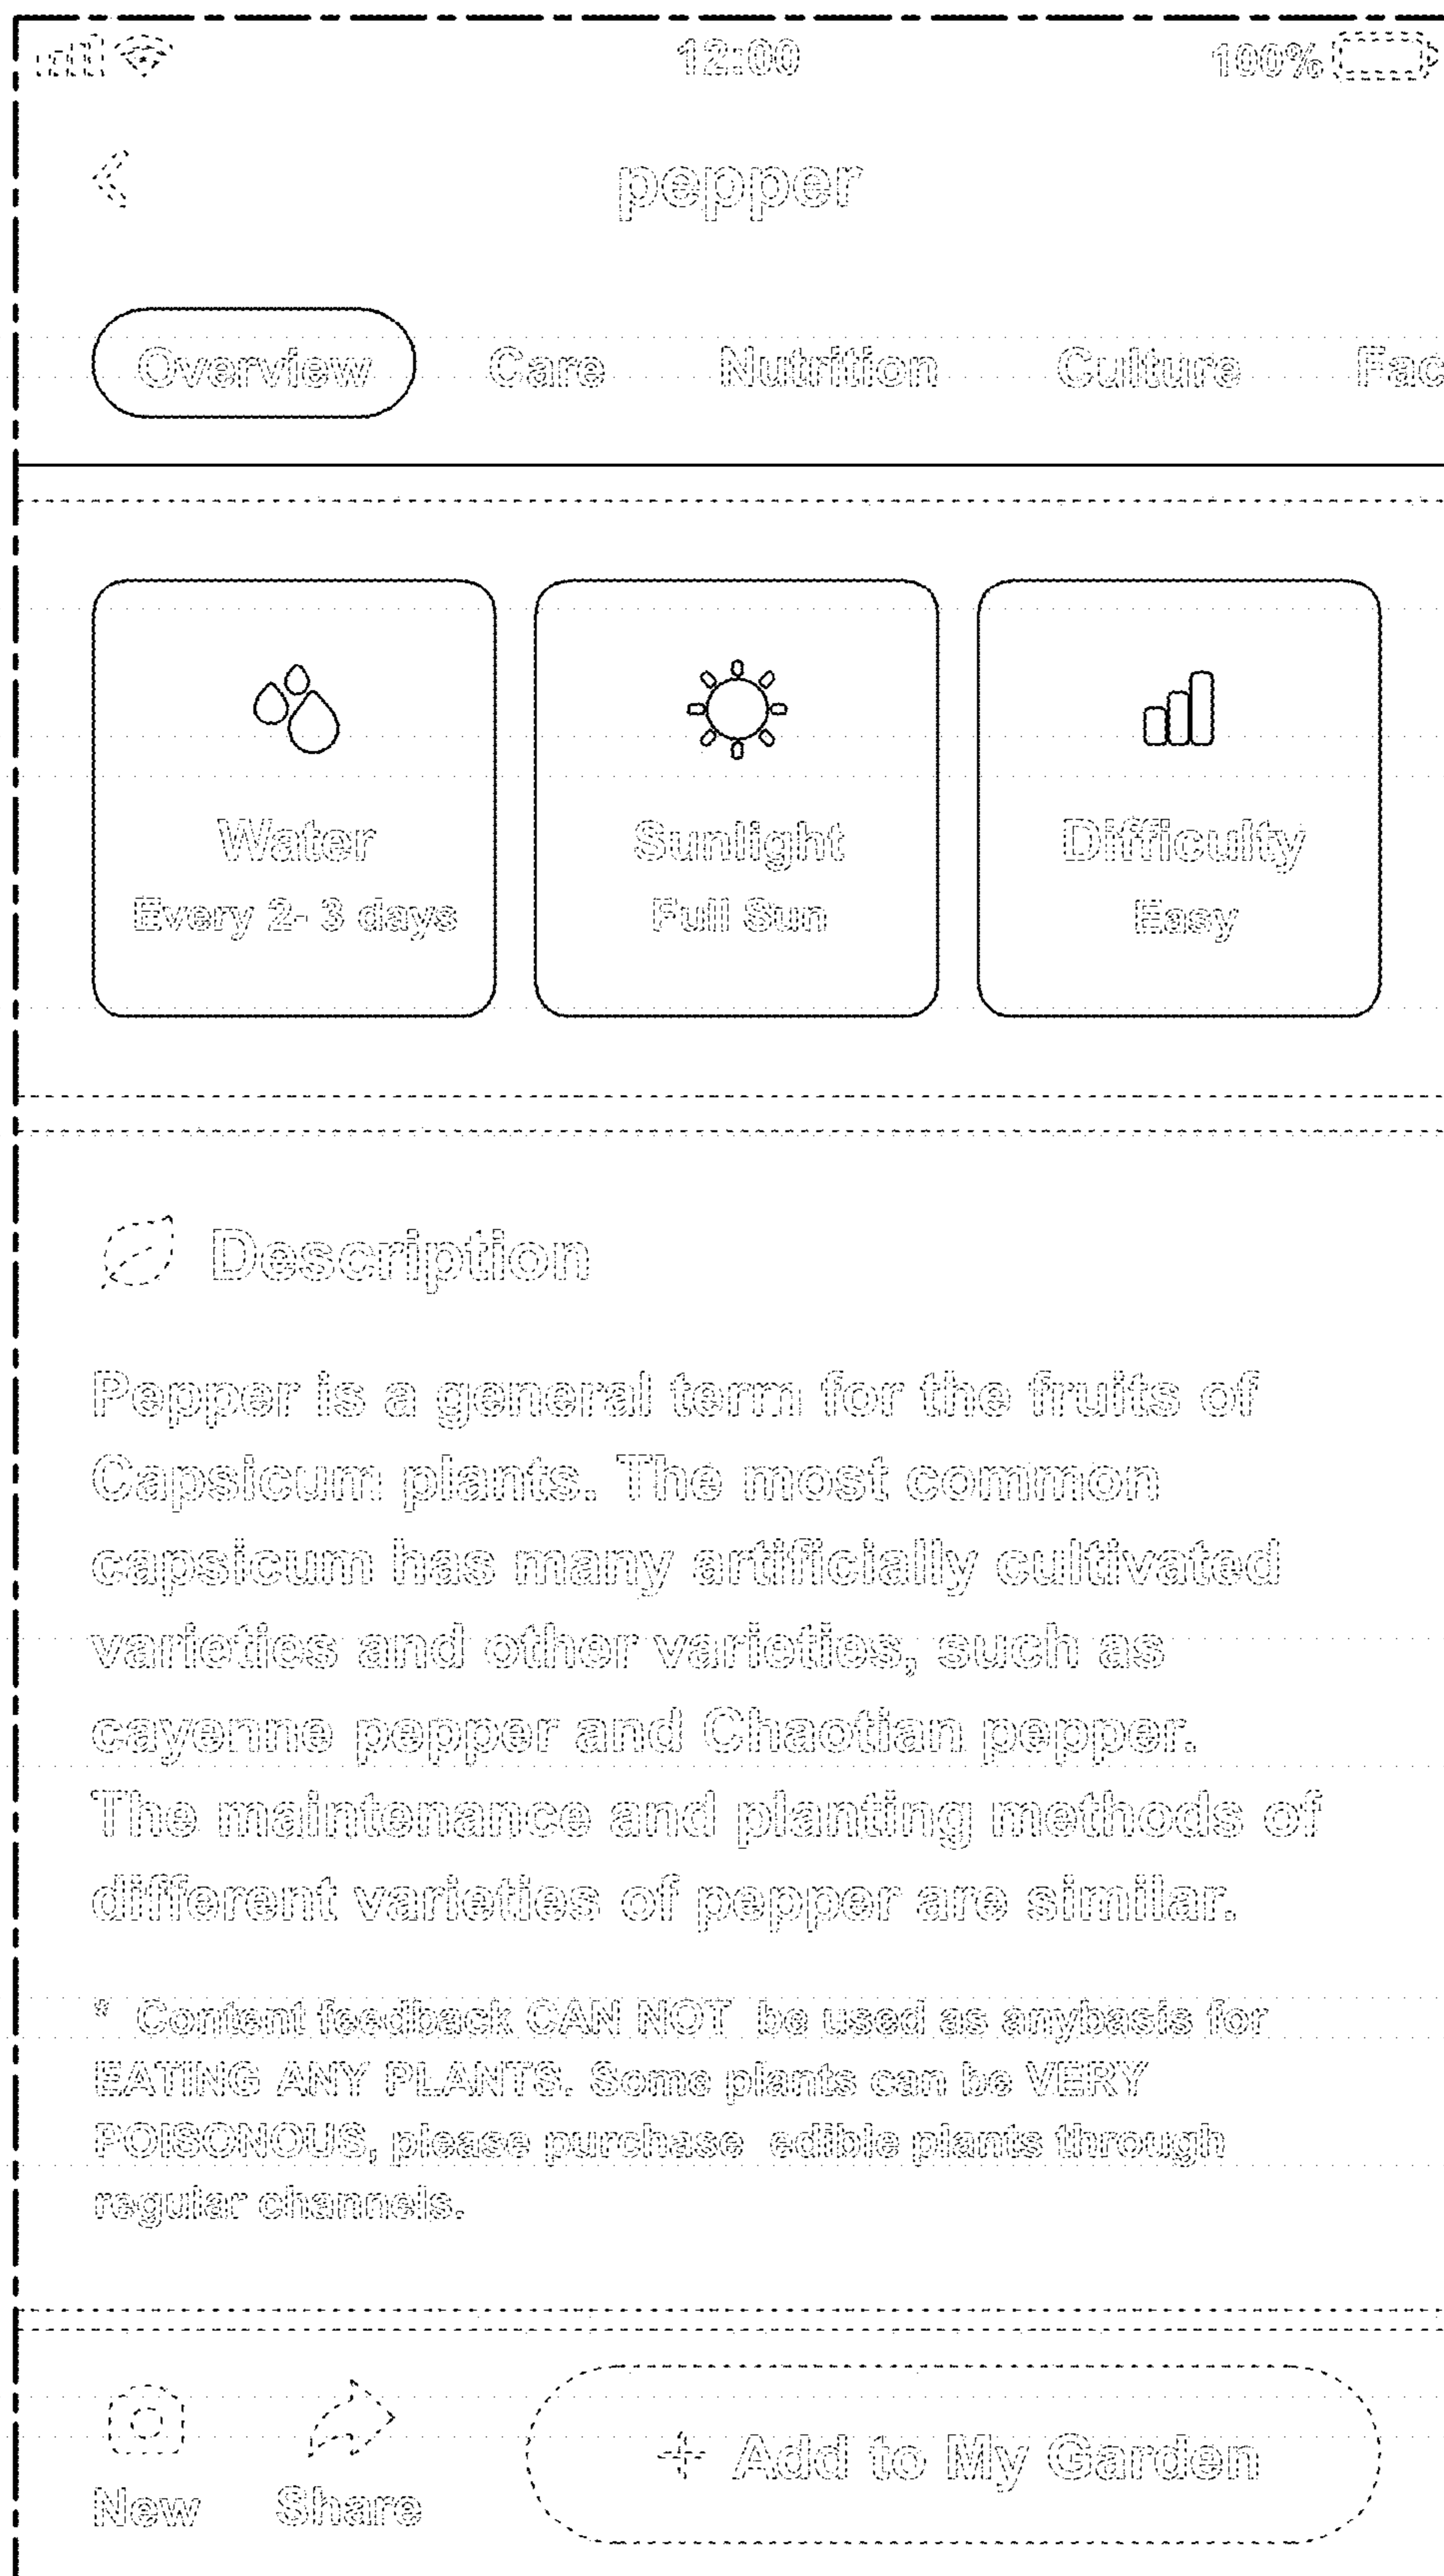 12:00 100%
pepper
Overview Care Nutrition Culture Fac
Water Sunlight Difficulty
Every 2- 3 days Full Sun Easy
Description
Pepper is a general term for the fruits of
Capsicum plants. The most common
capsicum has many artificially cultivated
varieties and other varieties, such as
cayenne pepper and Chaotian pepper.
The maintenance and planting methods of
different varieties of pepper are similar.
* Content feedback CAN NOT be used as anybasis for
EATING ANY PLANTS. Some plants can be VERY
POISONOUS, please purchase edible plants through
regular channels.
+ Add to My Garden
New Share